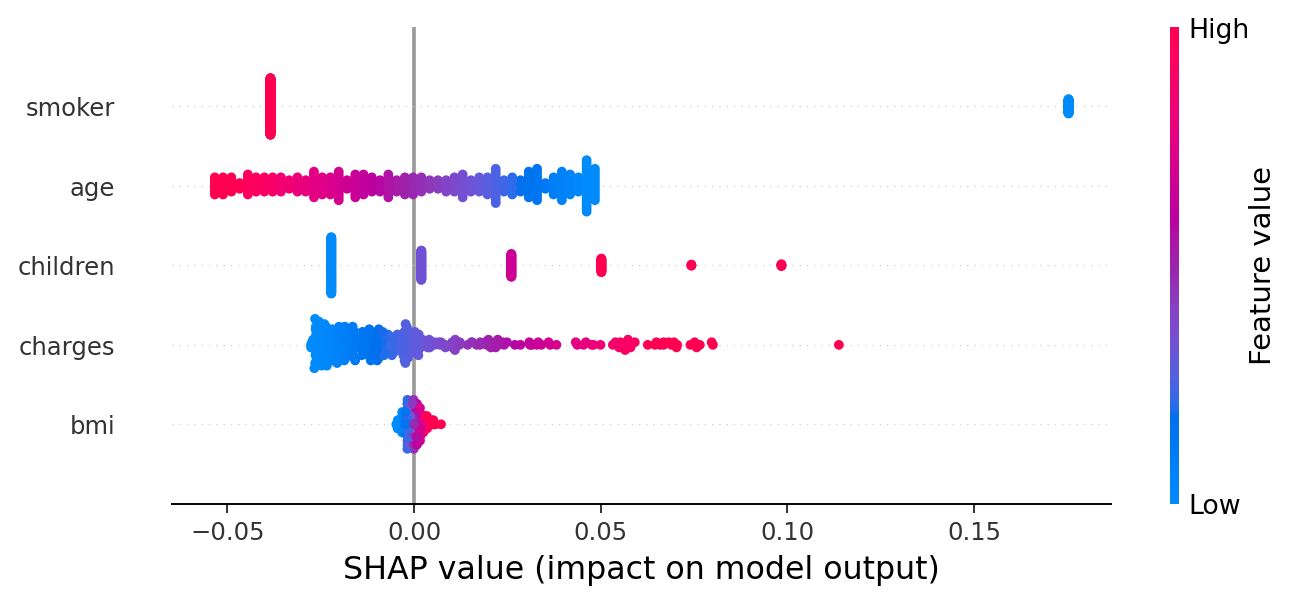 High
smoker
age
children
charges
bmi
Feature value
Low
−0.05
0.00
0.05
0.10
0.15
SHAP value (impact on model output)